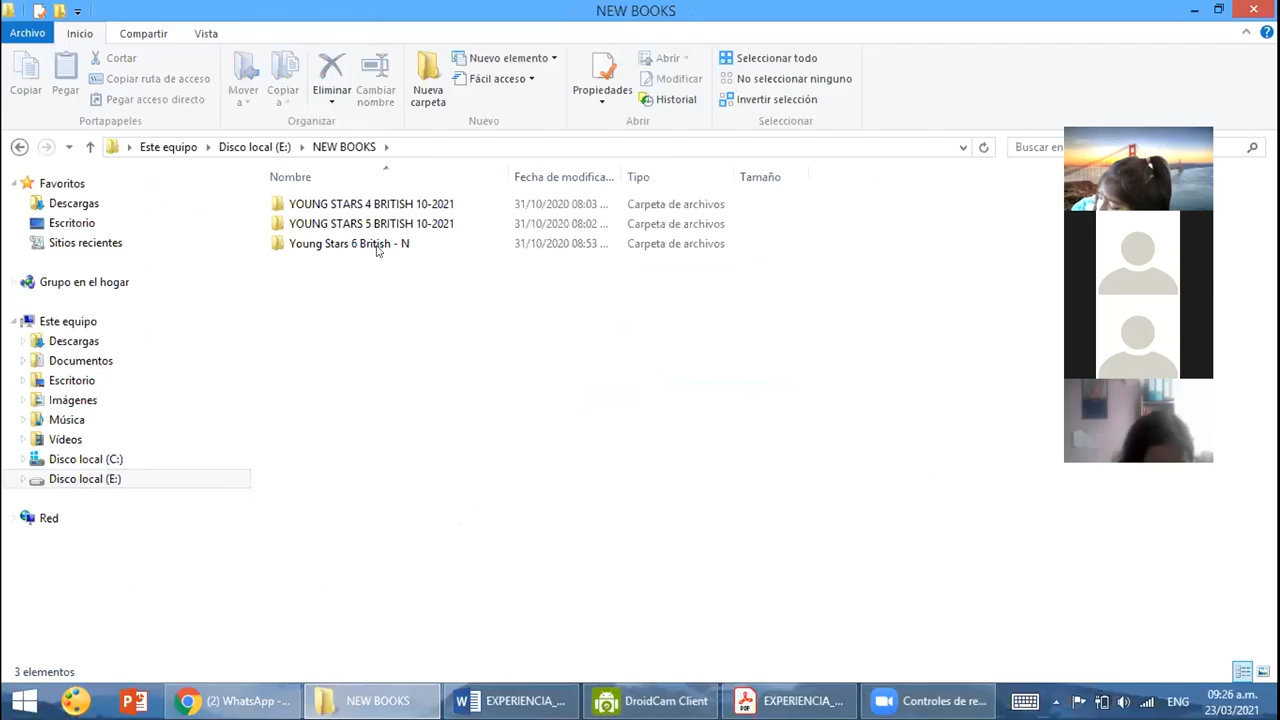 NEW BOOKS
Archivo
Inicio
Compartir
Vista
Copiar
Pegar
Cortar
Copiar ruta de acceso
Pegar acceso directo
Portapapeles
Mover a
Copiar a
Eliminar
Cambiar nombre
Organizar
Nueva carpeta
Nuevo elemento
Fácil acceso
Nuevo
Propiedades
Abrir
Modificar
Historial
Abrir
Seleccionar todo
No seleccionar ninguno
Invertir selección
Seleccionar
Este equipo
Disco local (E:)
NEW BOOKS
Buscar en
Favoritos
Descargas
Escritorio
Sitios recientes
Grupo en el hogar
Este equipo
Descargas
Documentos
Escritorio
Imágenes
Música
Vídeos
Disco local (C:)
Disco local (E:)
Red
Nombre Fecha de modifica... Tipo Tamaño
YOUNG STARS 4 BRITISH 10-2021 31/10/2020 08:03 ... Carpeta de archivos
YOUNG STARS 5 BRITISH 10-2021 31/10/2020 08:02 ... Carpeta de archivos
Young Stars 6 British - N 31/10/2020 08:53 ... Carpeta de archivos
3 elementos
(2) WhatsApp -...
NEW BOOKS
EXPERIENCIA_...
DroidCam Client
PDF
EXPERIENCIA_...
Controles de re...
ENG
09:26 a.m.
23/03/2021